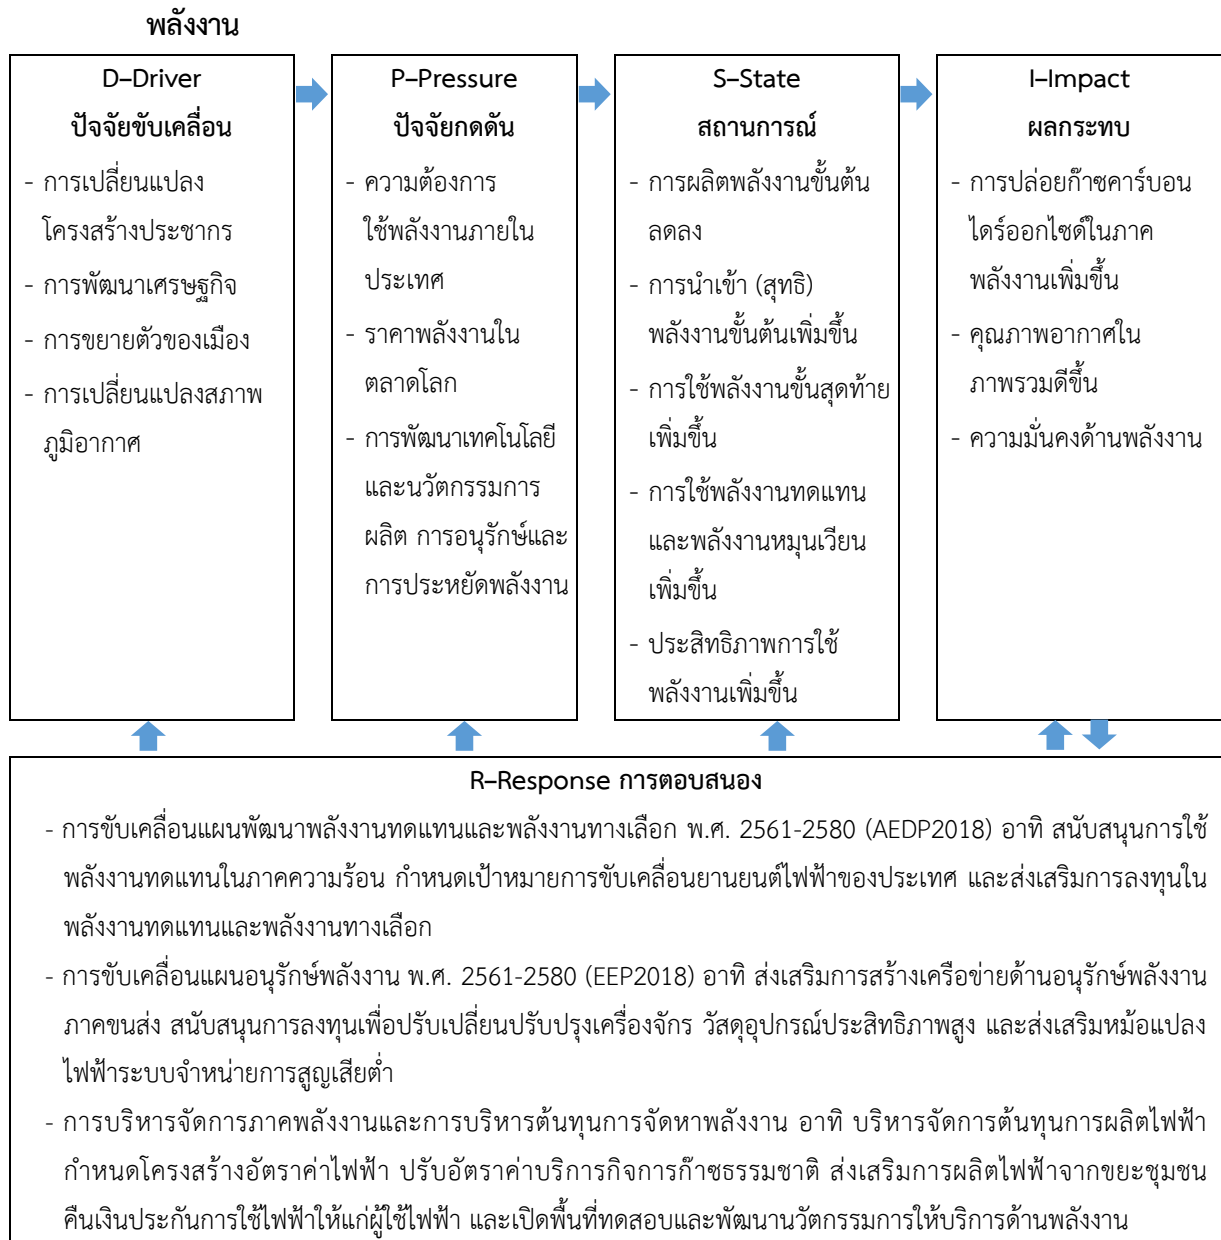 พลังงาน
D–Driver
ปัจจัยขับเคลื่อน
- การเปลี่ยนแปลง
โครงสร้างประชากร
- การพัฒนาเศรษฐกิจ
- การขยายตัวของเมือง
- การเปลี่ยนแปลงสภาพ
ภูมิอากาศ
P–Pressure
ปัจจัยกดดัน
- ความต้องการ
ใช้พลังงานภายใน
ประเทศ
- ราคาพลังงานใน
ตลาดโลก
- การพัฒนาเทคโนโลยี
และนวัตกรรมการ
ผลิต การอนุรักษ์และ
การประหยัดพลังงาน
S–State
สถานการณ์
- การผลิตพลังงานขั้นต้น
ลดลง
- การนำเข้า (สุทธิ)
พลังงานขั้นต้นเพิ่มขึ้น
- การใช้พลังงานขั้นสุดท้าย
เพิ่มขึ้น
- การใช้พลังงานทดแทน
และพลังงานหมุนเวียน
เพิ่มขึ้น
- ประสิทธิภาพการใช้
พลังงานเพิ่มขึ้น
I–Impact
ผลกระทบ
- การปล่อยก๊าซคาร์บอน
ไดร์ออกไซด์ในภาค
พลังงานเพิ่มขึ้น
- คุณภาพอากาศใน
ภาพรวมดีขึ้น
- ความมั่นคงด้านพลังงาน
R–Response การตอบสนอง
- การขับเคลื่อนแผนพัฒนาพลังงานทดแทนและพลังงานทางเลือก พ.ศ. 2561-2580 (AEDP2018) อาทิ สนับสนุนการใช้
พลังงานทดแทนในภาคความร้อน กำหนดเป้าหมายการขับเคลื่อนยานยนต์ไฟฟ้าของประเทศ และส่งเสริมการลงทุนใน
พลังงานทดแทนและพลังงานทางเลือก
- การขับเคลื่อนแผนอนุรักษ์พลังงาน พ.ศ. 2561-2580 (EEP2018) อาทิ ส่งเสริมการสร้างเครือข่ายด้านอนุรักษ์พลังงาน
ภาคขนส่ง สนับสนุนการลงทุนเพื่อปรับเปลี่ยนปรับปรุงเครื่องจักร วัสดุอุปกรณ์ประสิทธิภาพสูง และส่งเสริมหม้อแปลง
ไฟฟ้าระบบจำหน่ายการสูญเสียต่ำ
- การบริหารจัดการภาคพลังงานและการบริหารต้นทุนการจัดหาพลังงาน อาทิ บริหารจัดการต้นทุนการผลิตไฟฟ้า
กำหนดโครงสร้างอัตราค่าไฟฟ้า ปรับอัตราค่าบริการกิจการก๊าซธรรมชาติ ส่งเสริมการผลิตไฟฟ้าจากขยะชุมชน
คืนเงินประกันการใช้ไฟฟ้าให้แก่ผู้ใช้ไฟฟ้า และเปิดพื้นที่ทดสอบและพัฒนานวัตกรรมการให้บริการด้านพลังงาน